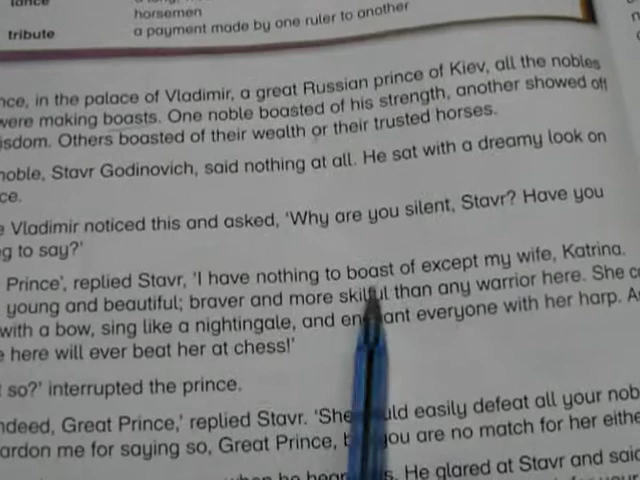 lance
horsemen
tribute a payment made by one ruler to another
nce, in the palace of Vladimir, a great Russian prince of Kiev, all the nobles
were making boasts. One noble boasted of his strength, another showed off
isdom. Others boasted of their wealth or their trusted horses.
noble, Stavr Godinovich, said nothing at all. He sat with a dreamy look on
ce.
e Vladimir noticed this and asked, ‘Why are you silent, Stavr? Have you
g to say?’
Prince’, replied Stavr, ‘I have nothing to boast of except my wife, Katrina.
young and beautiful; braver and more skilful than any warrior here. She
with a bow, sing like a nightingale, and en ant everyone with her harp.
e here will ever beat her at chess!’
so?’ interrupted the prince.
ndeed, Great Prince,’ replied Stavr. ‘She uld easily defeat all your nob
ardon me for saying so, Great Prince, b you are no match for her eithe
He glared at Stavr and said